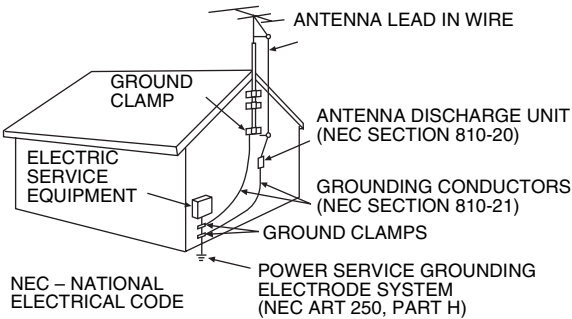 ANTENNA LEAD IN WIRE
GROUND
CLAMP
ANTENNA DISCHARGE UNIT
(NEC SECTION 810-20)
ELECTRIC
SERVICE
EQUIPMENT
GROUNDING CONDUCTORS
(NEC SECTION 810-21)
GROUND CLAMPS
POWER SERVICE GROUNDING
ELECTRODE SYSTEM
(NEC ART 250, PART H)
NEC – NATIONAL
ELECTRICAL CODE